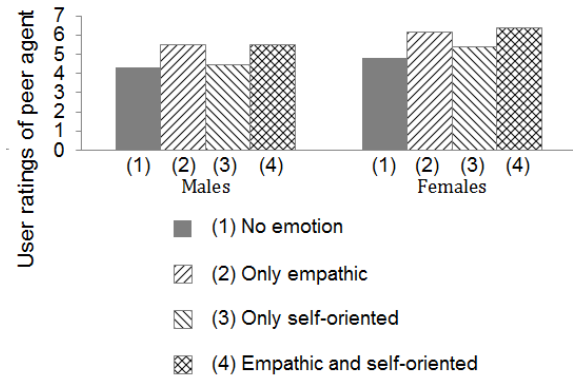 User ratings of peer agent
7
6
5
4
3
2
1
0
(1) (2) (3) (4) (1) (2) (3) (4)
Males Females
(1) No emotion
(2) Only empathic
(3) Only self-oriented
(4) Empathic and self-oriented